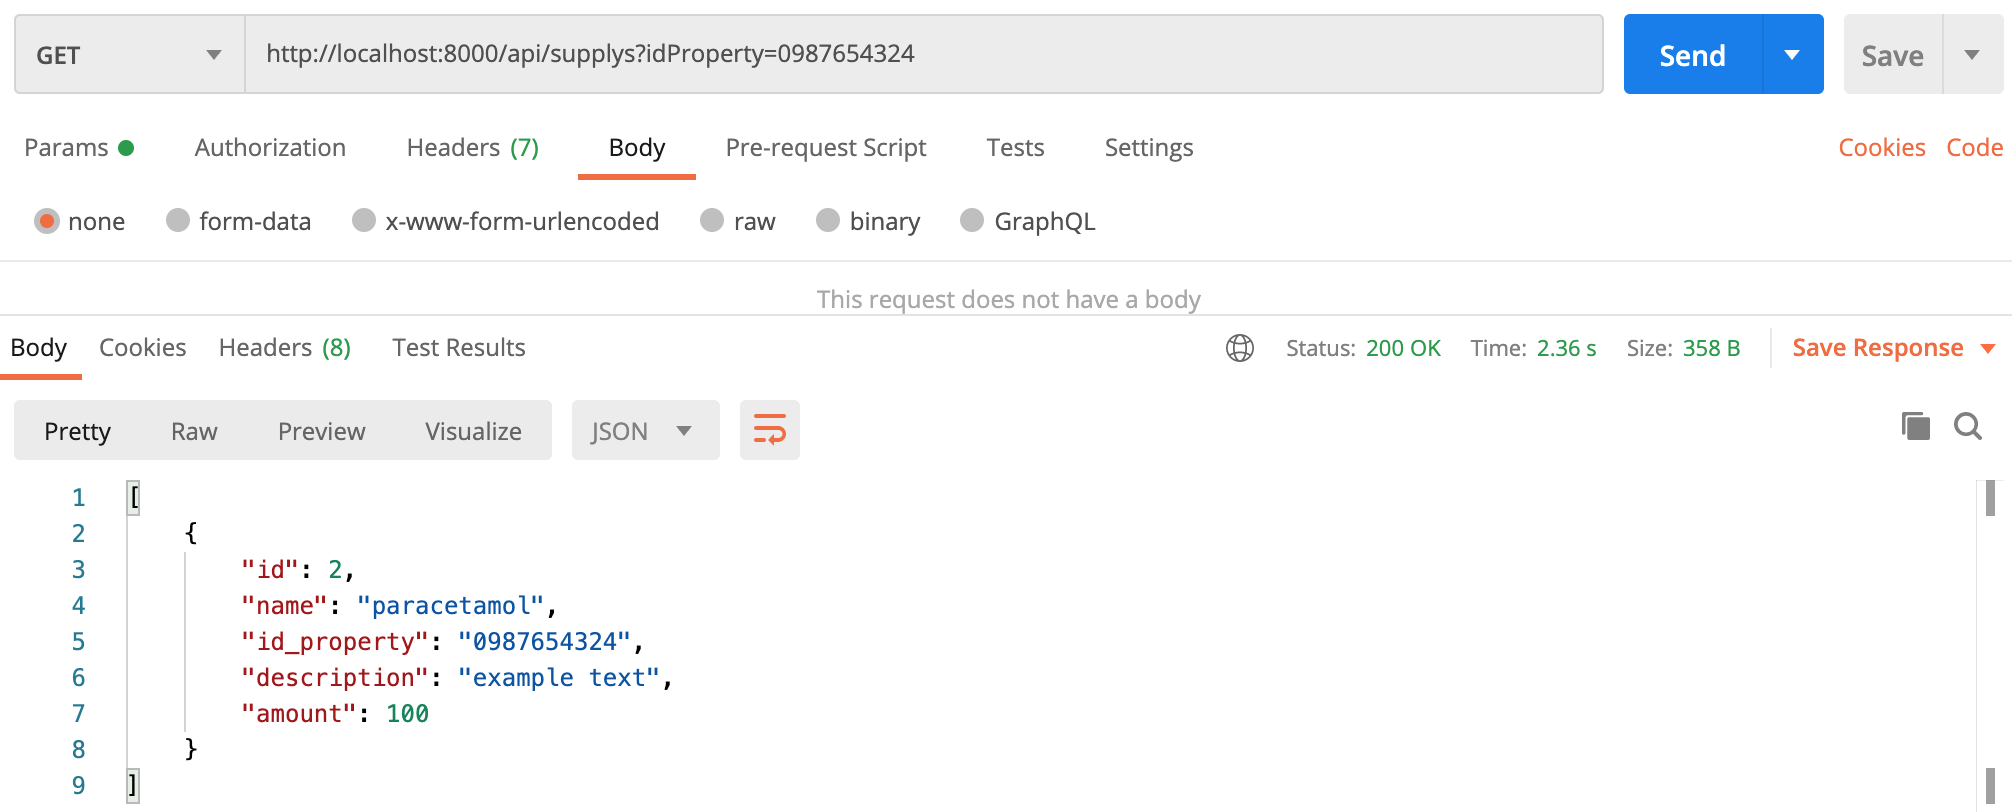 GET http://localhost:8000/api/supplys?idProperty=0987654324 Send Save
Params Authorization Headers (7) Body Pre-request Script Tests Settings Cookies Code
none form-data x-www-form-urlencoded raw binary GraphQL
This request does not have a body
Body Cookies Headers (8) Test Results Status: 200 OK Time: 2.36 s Size: 358 B Save Response
Pretty Raw Preview Visualize JSON
1 [
2 {
3 "id": 2,
4 "name": "paracetamol",
5 "id_property": "0987654324",
6 "description": "example text",
7 "amount": 100
8 }
9 ]